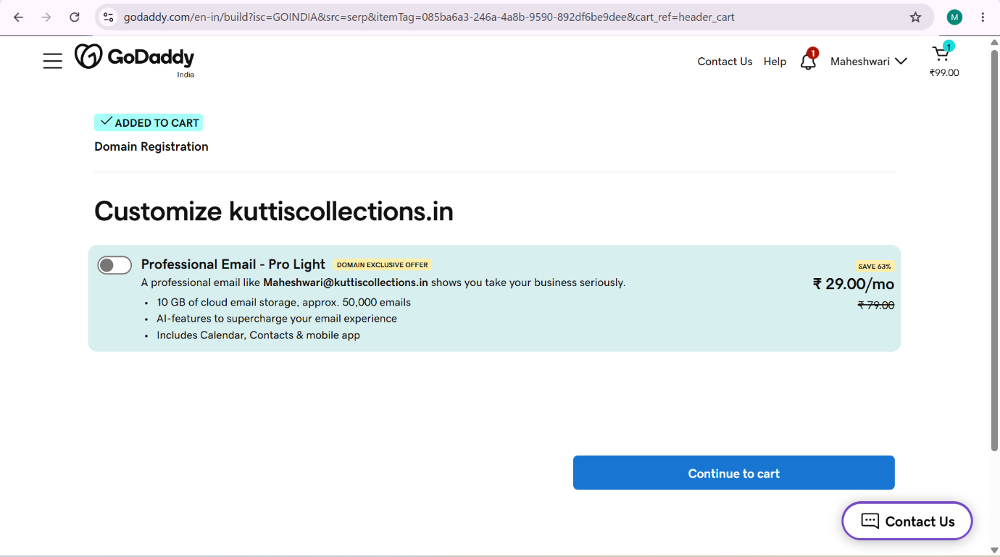 godaddy.com/en-in/build?isc=GOINDIA&src=serp&itemTag=085ba6a3-246a-4a8b-9590-892df6be9dee&cart_ref=header_cart
M
GoDaddy
India
Contact Us
Help
1
Maheshwari
1
₹99.00
ADDED TO CART
Domain Registration
Customize kuttiscollections.in
Professional Email - Pro Light
DOMAIN EXCLUSIVE OFFER
A professional email like Maheshwari@kuttiscollections.in shows you take your business seriously.
• 10 GB of cloud email storage, approx. 50,000 emails
• AI-features to supercharge your email experience
• Includes Calendar, Contacts & mobile app
SAVE 63%
₹ 29.00/mo
₹ 79.00
Continue to cart
Contact Us